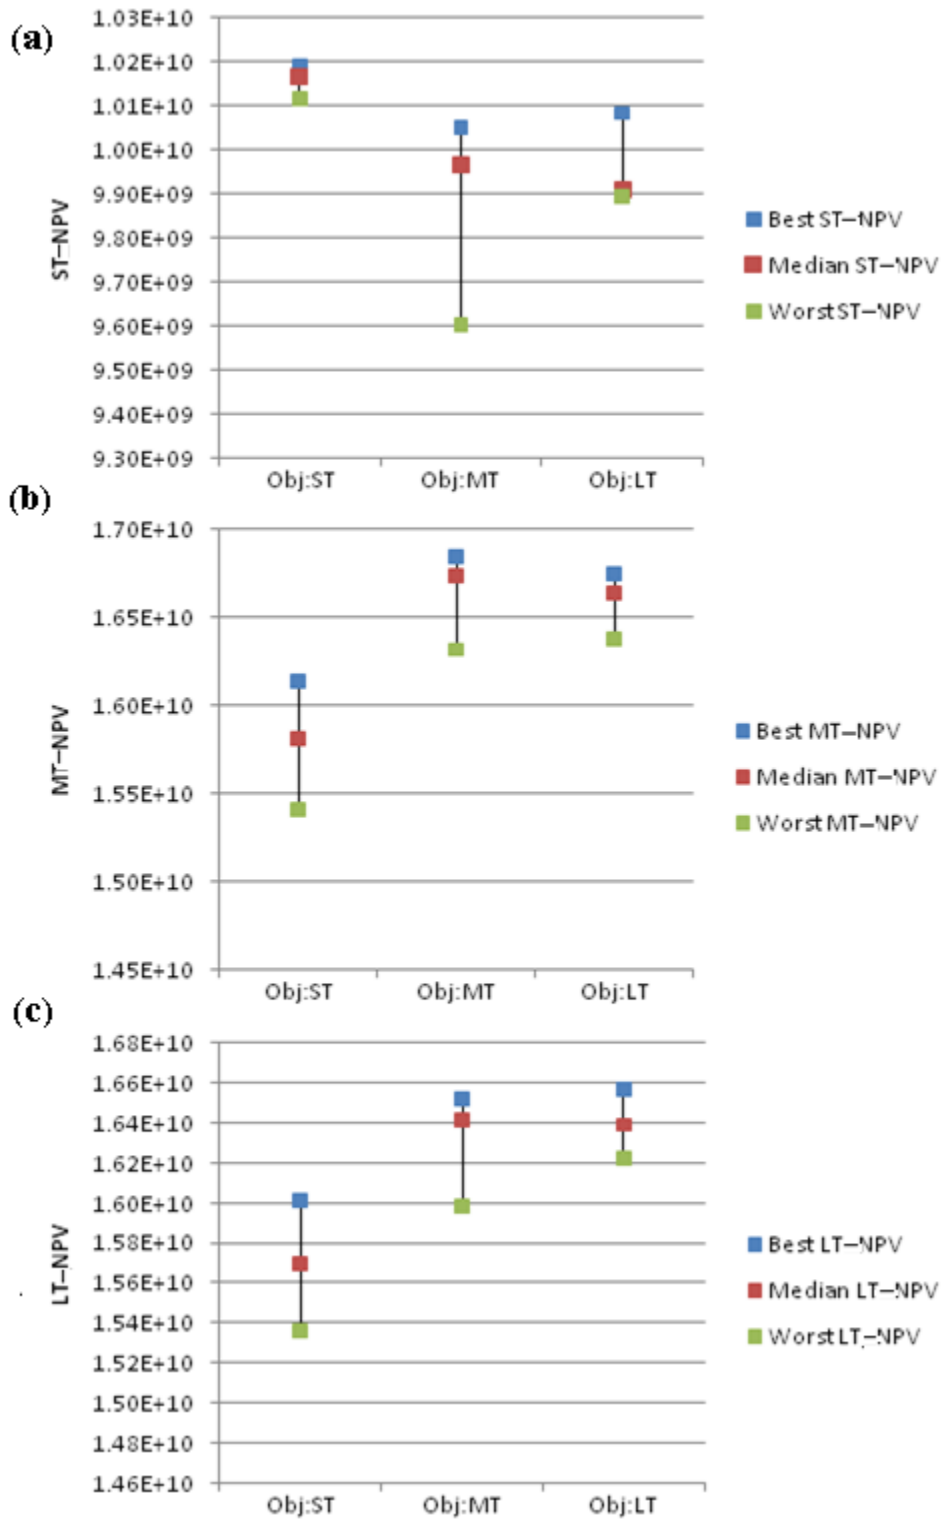 (a)
1.03E+10
1.02E+10
1.01E+10
1.00E+10
9.90E+09
9.80E+09
9.70E+09
9.60E+09
9.50E+09
9.40E+09
9.30E+09
ST–NPV
Obj:ST Obj:MT Obj:LT
Best ST–NPV
Median ST–NPV
Worst ST–NPV
(b)
1.70E+10
1.65E+10
1.60E+10
1.55E+10
1.50E+10
1.45E+10
MT–NPV
Obj:ST Obj:MT Obj:LT
Best MT–NPV
Median MT–NPV
Worst MT–NPV
(c)
1.68E+10
1.66E+10
1.64E+10
1.62E+10
1.60E+10
1.58E+10
1.56E+10
1.54E+10
1.52E+10
1.50E+10
1.48E+10
1.46E+10
LT–NPV
Obj:ST Obj:MT Obj:LT
Best LT–NPV
Median LT–NPV
Worst LT–NPV